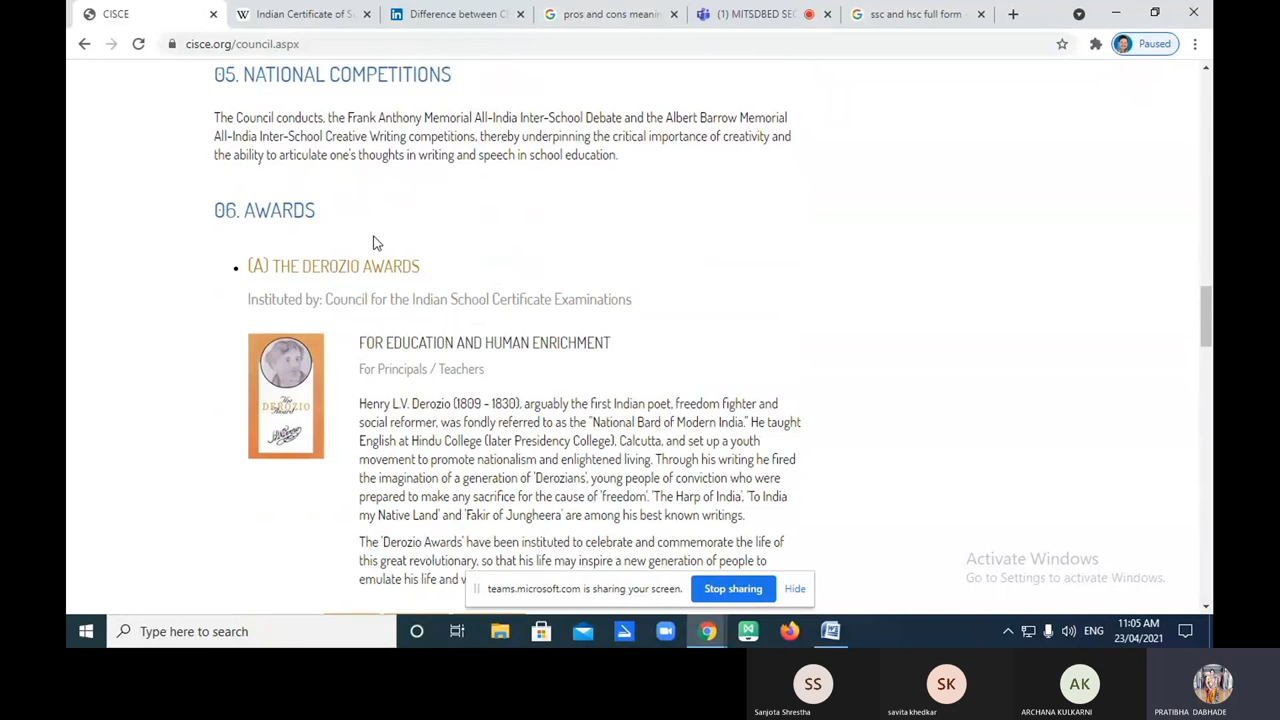 CISCE
Indian Certificate of S
Difference between C
pros and cons meanin
(1) MITSDBED SEC
ssc and hsc full form
cisce.org/council.aspx
Paused
05. NATIONAL COMPETITIONS
The Council conducts, the Frank Anthony Memorial All-India Inter-School Debate and the Albert Barrow Memorial
All-India Inter-School Creative Writing competitions, thereby underpinning the critical importance of creativity and
the ability to articulate one's thoughts in writing and speech in school education.
06. AWARDS
(A) THE DEROZIO AWARDS
Instituted by: Council for the Indian School Certificate Examinations
The
DEROZIO
Award
FOR EDUCATION AND HUMAN ENRICHMENT
For Principals / Teachers
Henry L.V. Derozio (1809 - 1830), arguably the first Indian poet, freedom fighter and
social reformer, was fondly referred to as the "National Bard of Modern India." He taught
English at Hindu College (later Presidency College), Calcutta, and set up a youth
movement to promote nationalism and enlightened living. Through his writing he fired
the imagination of a generation of 'Derozians', young people of conviction who were
prepared to make any sacrifice for the cause of 'freedom'. 'The Harp of India', 'To India
my Native Land' and 'Fakir of Jungheera' are among his best known writings.
The 'Derozio Awards' have been instituted to celebrate and commemorate the life of
this great revolutionary, so that his life may inspire a new generation of people to
emulate his life and
Activate Windows
Go to Settings to activate Windows.
teams.microsoft.com is sharing your screen.
Stop sharing
Hide
Type here to search
ENG
11:05 AM
23/04/2021
SS
SK
AK
Sanjota Shrestha
savita khedkar
ARCHANA KULKARNI
PRATIBHA DABHADE